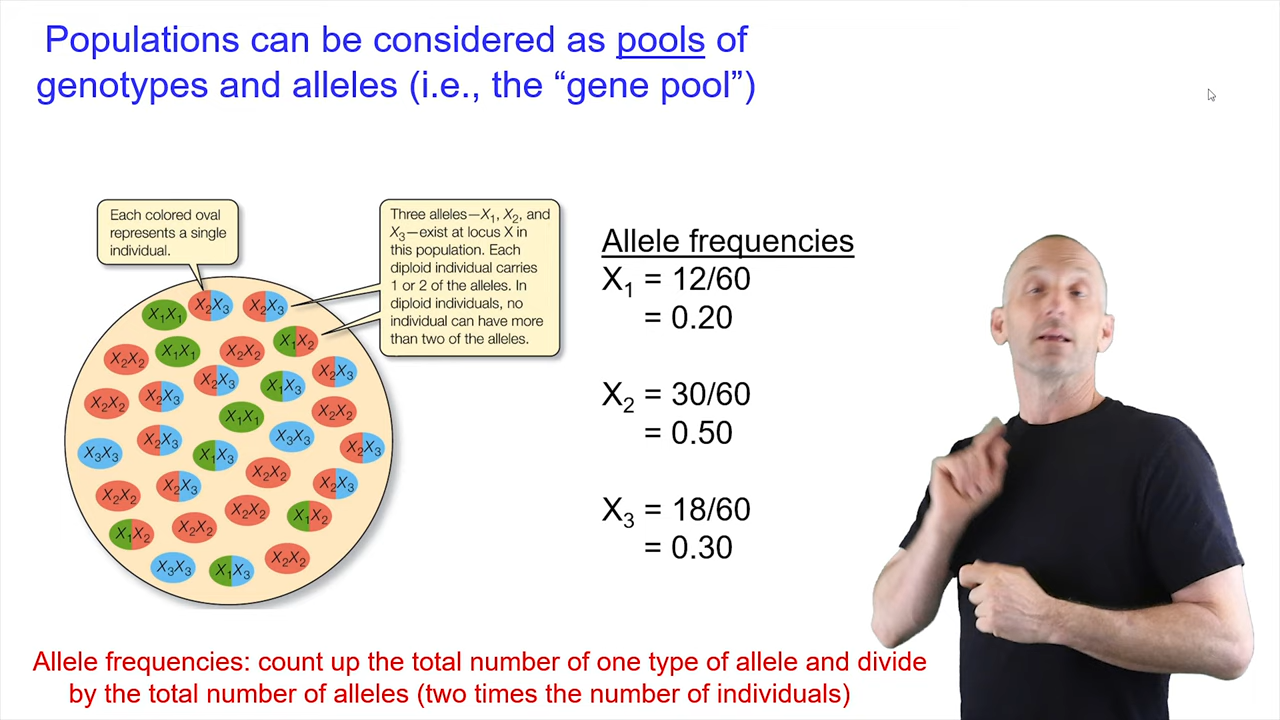 Populations can be considered as pools of
genotypes and alleles (i.e., the “gene pool”)
Each colored oval
represents a single
individual.
Three alleles—X1, X2, and
X3—exist at locus X in
this population. Each
diploid individual carries
1 or 2 of the alleles. In
diploid individuals, no
individual can have more
than two of the alleles.
X1X1
X2X3
X2X3
X2X2
X1X1
X2X2
X1X2
X2X2
X2X3
X2X3
X1X3
X2X3
X1X1
X2X2
X3X3
X2X3
X1X3
X3X3
X2X3
X2X2
X2X3
X2X2
X2X3
X1X2
X2X2
X2X2
X1X2
X3X3
X1X3
X2X2
Allele frequencies
X1 = 12/60
= 0.20
X2 = 30/60
= 0.50
X3 = 18/60
= 0.30
Allele frequencies: count up the total number of one type of allele and divide
by the total number of alleles (two times the number of individuals)